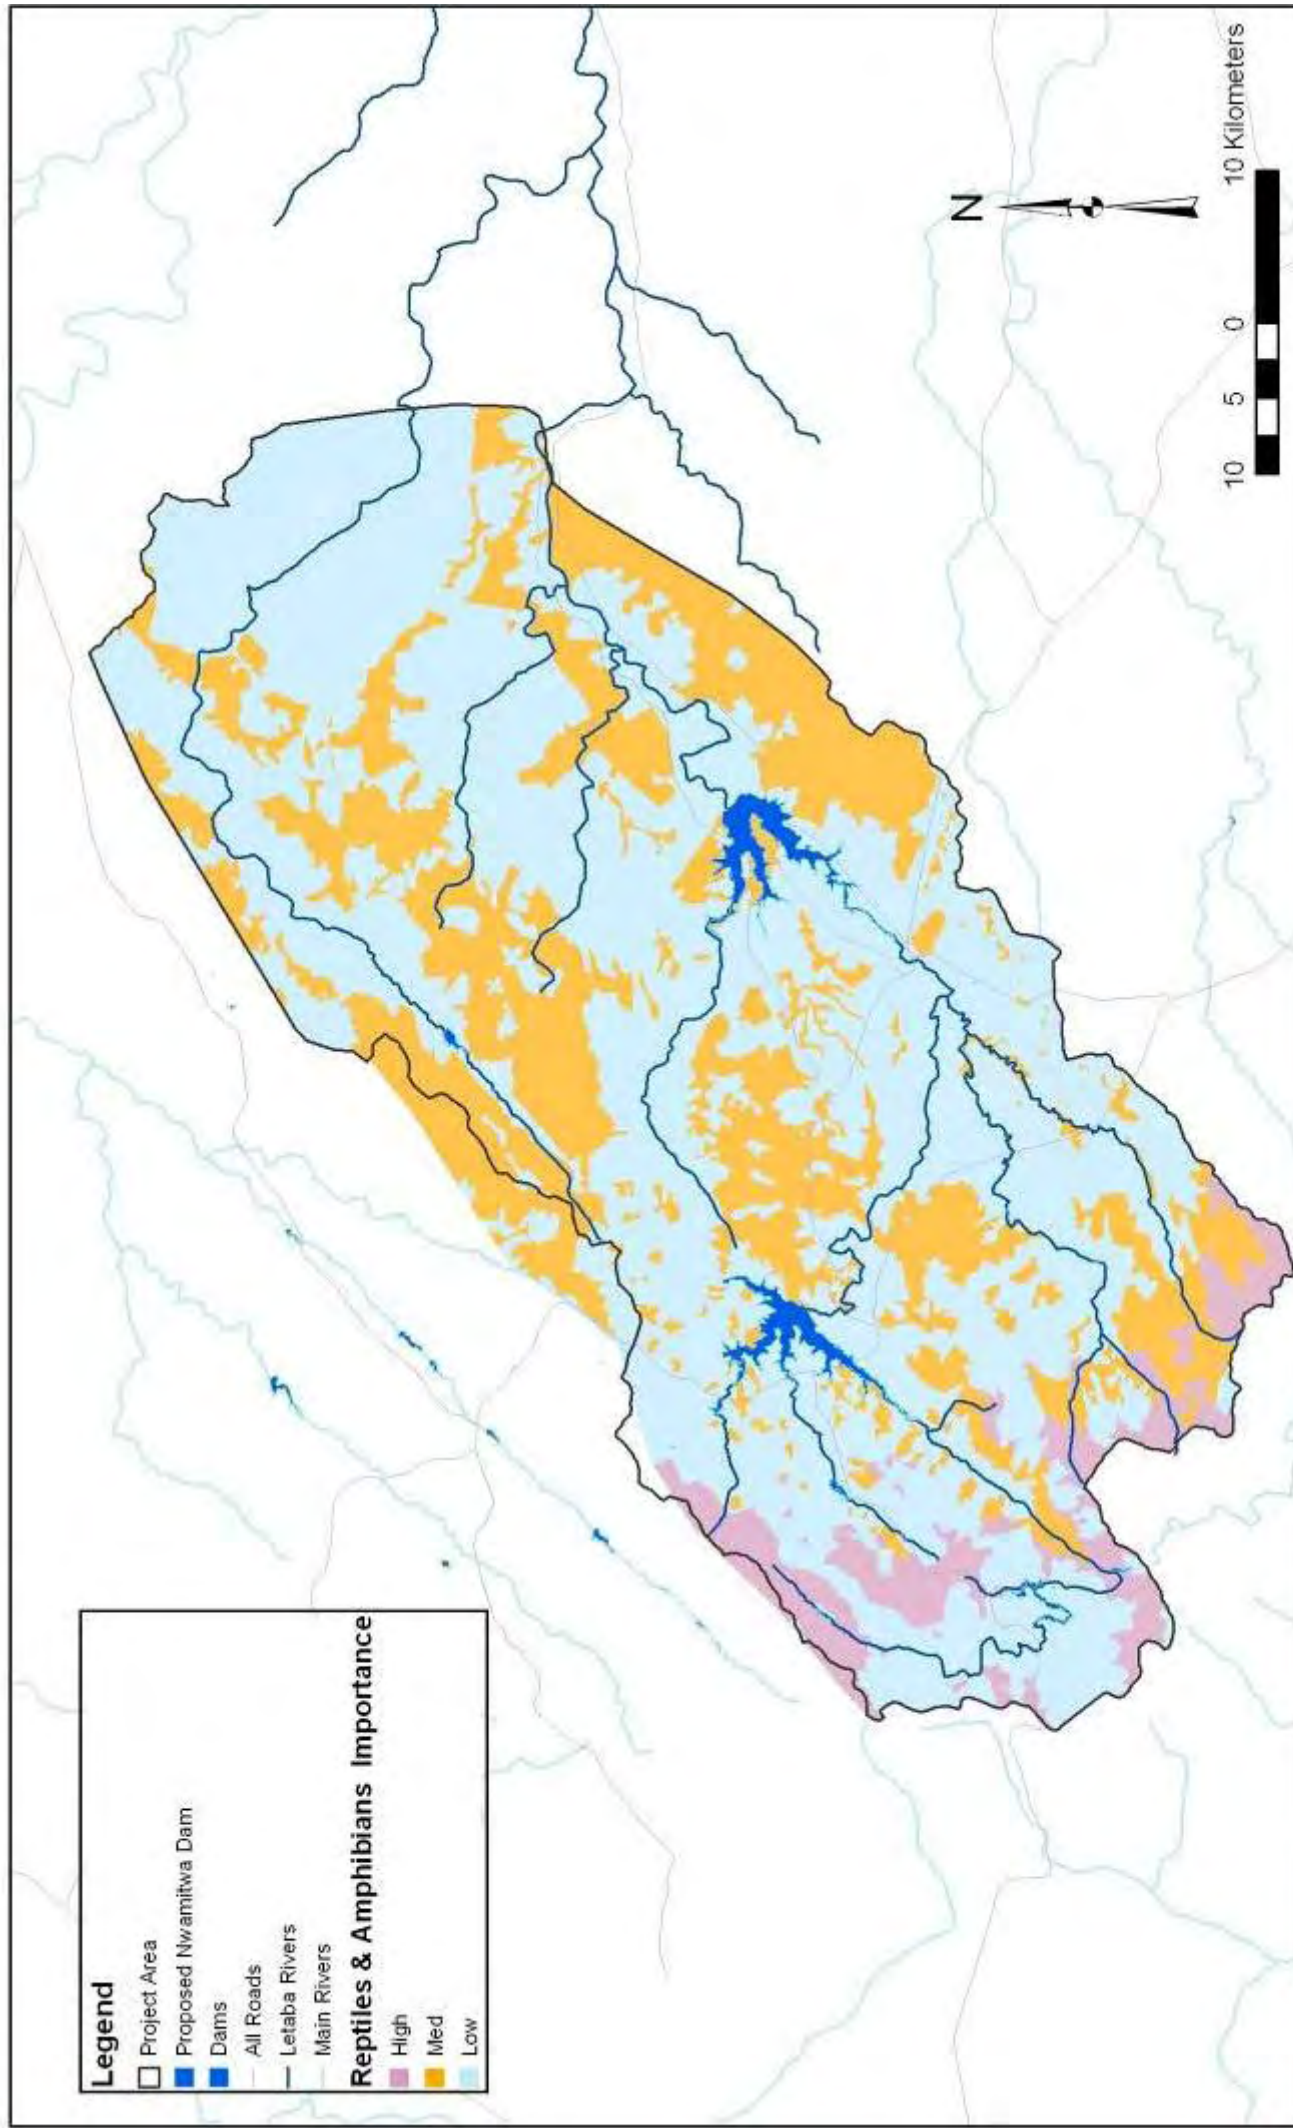 Legend
Project Area
Proposed Nwamitwa Dam
Dams
All Roads
Letaba Rivers
Main Rivers
Reptiles & Amphibians Importance
High
Med
Low
N
10 5 0 10 Kilometers